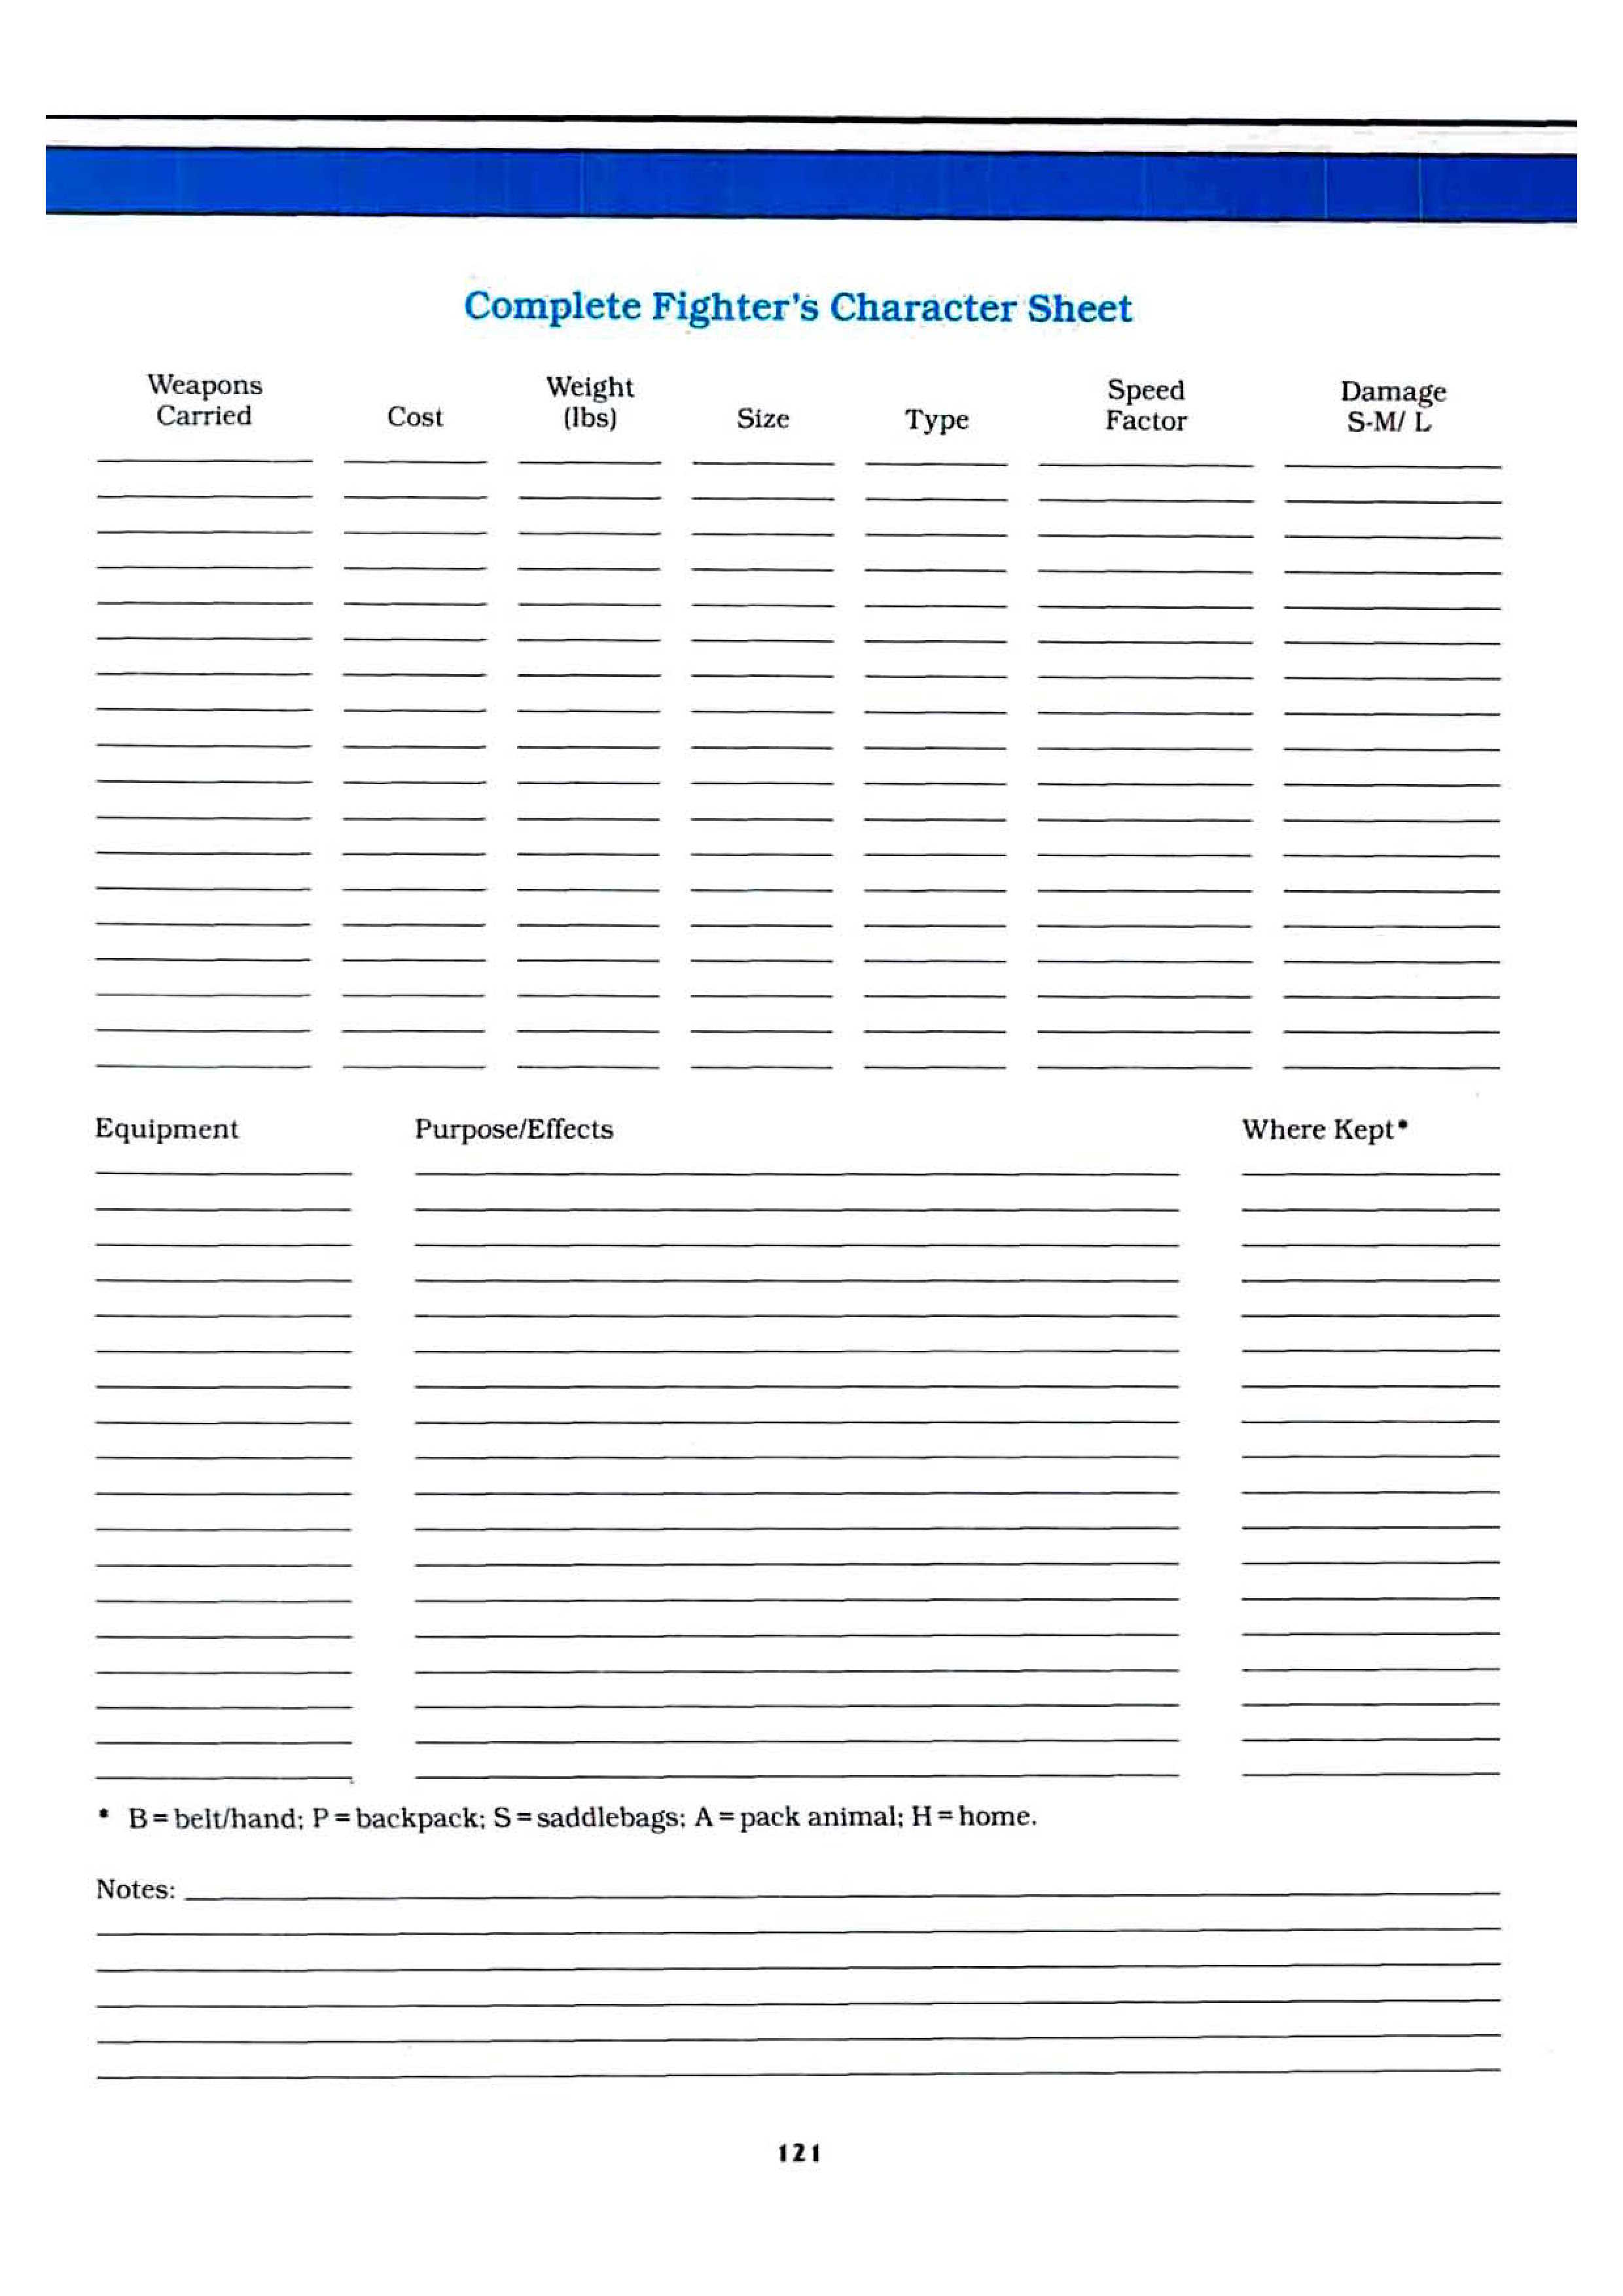 Complete Fighter's Character Sheet
Weapons Carried Cost Weight (lbs) Size Type Speed Factor Damage S-M/ L
Equipment Purpose/Effects Where Kept*
* B = belt/hand; P = backpack; S = saddlebags; A = pack animal; H = home.
Notes:
121